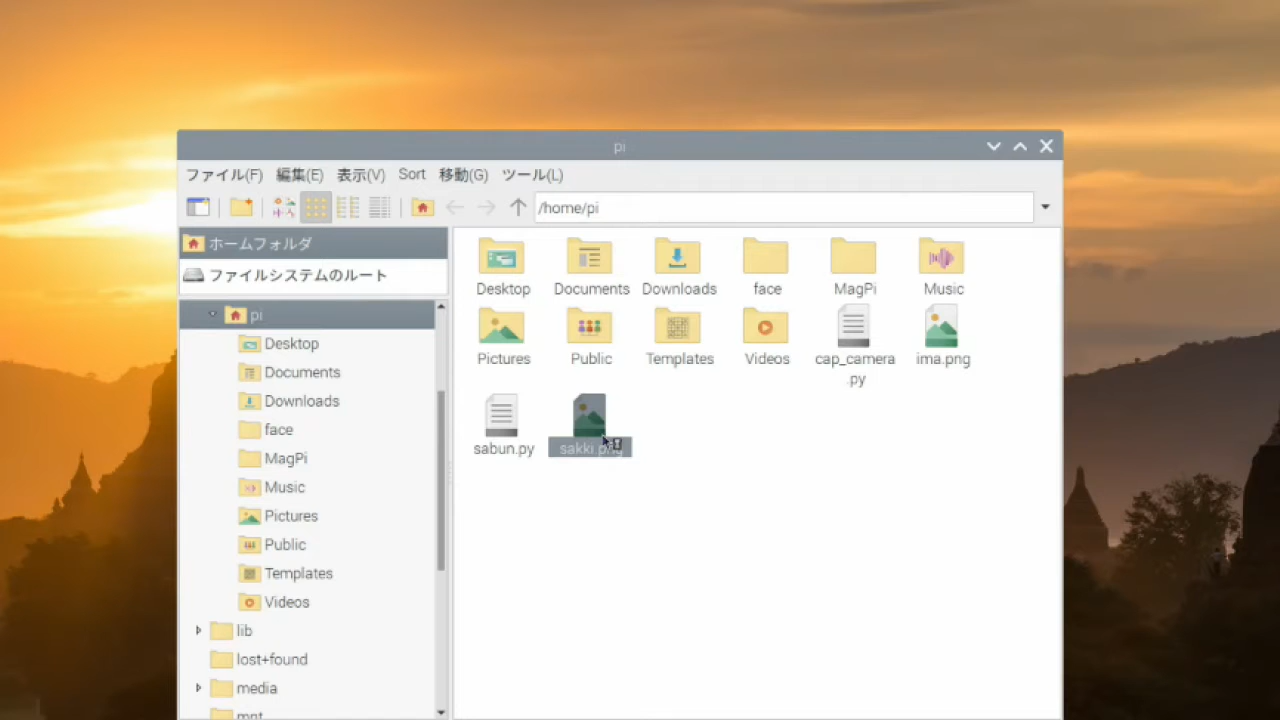 pi
ファイル(F) 編集(E) 表示(V) Sort 移動(G) ツール(L)
/home/pi
ホームフォルダ
ファイルシステムのルート
pi
Desktop
Documents
Downloads
face
MagPi
Music
Pictures
Public
Templates
Videos
lib
lost+found
media
mnt
Desktop Documents Downloads face MagPi Music
Pictures Public Templates Videos cap_camera
.py ima.png
sabun.py sakki.png